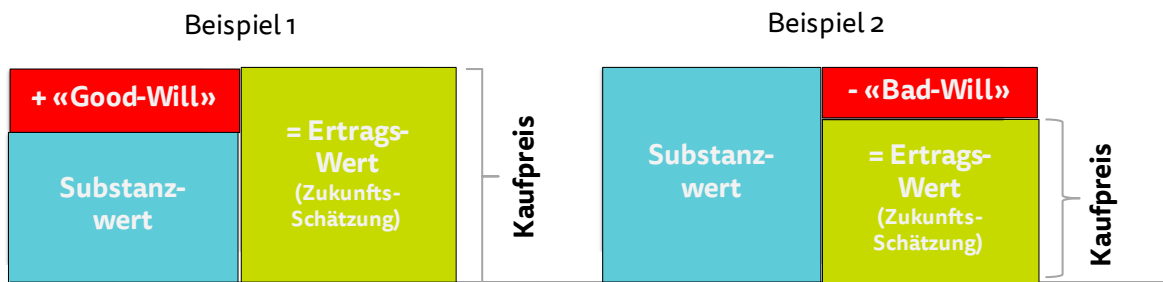 Beispiel 1
+ «Good-Will»
Substanz-
wert
= Ertrags-
Wert
(Zukunfts-
Schätzung)
Kaufpreis
Beispiel 2
Substanz-
wert
- «Bad-Will»
= Ertrags-
Wert
(Zukunfts-
Schätzung)
Kaufpreis